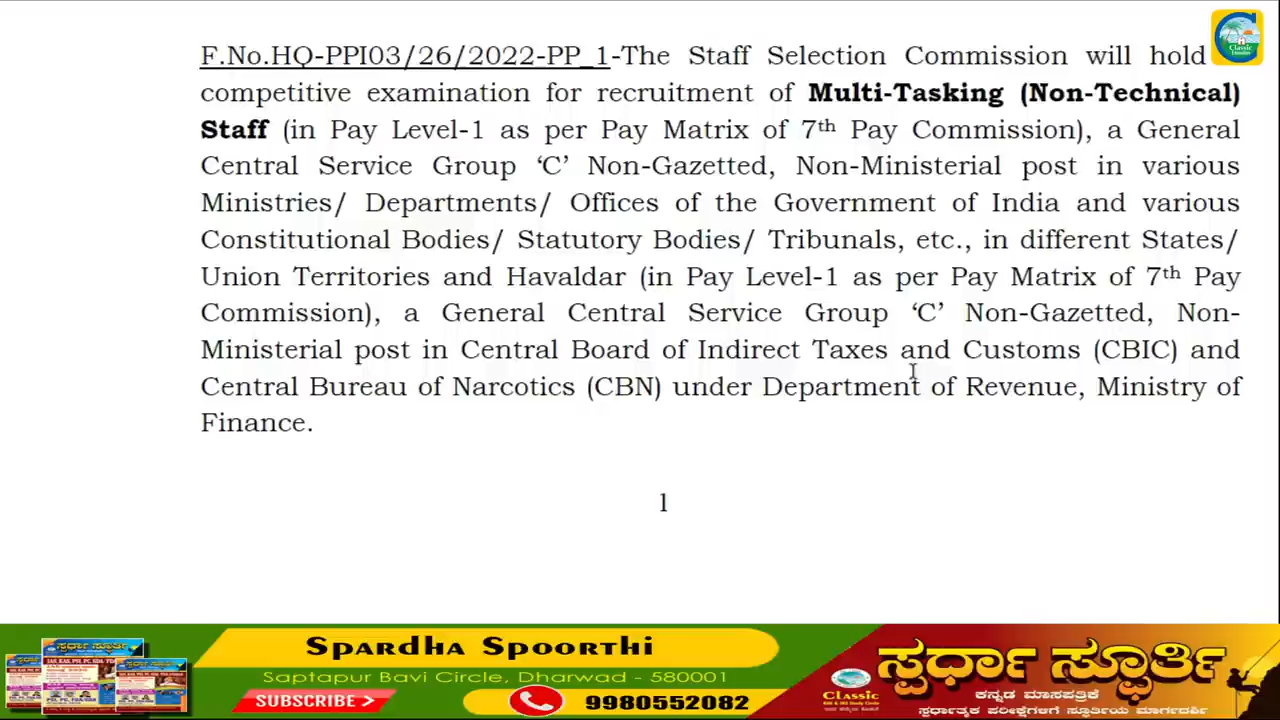 F.No.HQ-PPI03/26/2022-PP_1-The Staff Selection Commission will hold
competitive examination for recruitment of Multi-Tasking (Non-Technical)
Staff (in Pay Level-1 as per Pay Matrix of 7th Pay Commission), a General
Central Service Group ‘C’ Non-Gazetted, Non-Ministerial post in various
Ministries/ Departments/ Offices of the Government of India and various
Constitutional Bodies/ Statutory Bodies/ Tribunals, etc., in different States/
Union Territories and Havaldar (in Pay Level-1 as per Pay Matrix of 7th Pay
Commission), a General Central Service Group ‘C’ Non-Gazetted, Non-
Ministerial post in Central Board of Indirect Taxes and Customs (CBIC) and
Central Bureau of Narcotics (CBN) under Department of Revenue, Ministry of
Finance.
1
Classic
Spardha Spoorthi
Saptapur Bavi Circle, Dharwad - 580001
SUBSCRIBE >
9980552082
CLASSIC
ಸ್ಪರ್ಧಾ ಸ್ಫೂರ್ತಿ
ಕನ್ನಡ ಮಾಸಪತ್ರಿಕೆ
ಸ್ಪರ್ಧಾತ್ಮಕ ಪರೀಕ್ಷೆಗಳಿಗೆ ಸ್ಫೂರ್ತಿಯ ಮಾರ್ಗದರ್ಶಿ